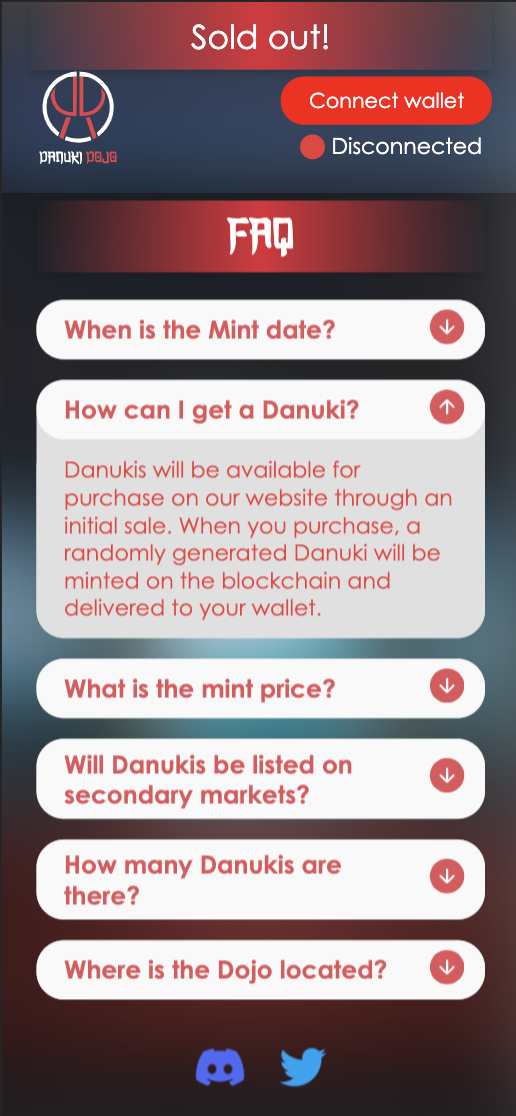 Sold out!
Connect wallet
Disconnected
DANUKI DOJO
FAQ
When is the Mint date?
How can I get a Danuki?
Danukis will be available for
purchase on our website through an
initial sale. When you purchase, a
randomly generated Danuki will be
minted on the blockchain and
delivered to your wallet.
What is the mint price?
Will Danukis be listed on
secondary markets?
How many Danukis are
there?
Where is the Dojo located?